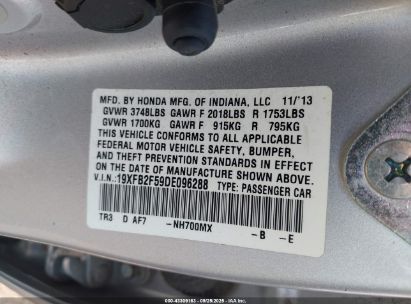 MFD. BY HONDA MFG. OF INDIANA, LLC 11/'13
GVWR 3748LBS GAWR F 2018LBS R 1753LBS
GVWR 1700KG GAWR F 915KG R 795KG
THIS VEHICLE CONFORMS TO ALL APPLICABLE
FEDERAL MOTOR VEHICLE SAFETY, BUMPER,
AND THEFT PREVENTION STANDARDS IN EFFECT
ON THE DATE OF MANUFACTURE SHOWN ABOVE.
V.I.N.:19XFB2F59DE096288 TYPE: PASSENGER CAR
TR3 D AF7 -NH700MX -B -E